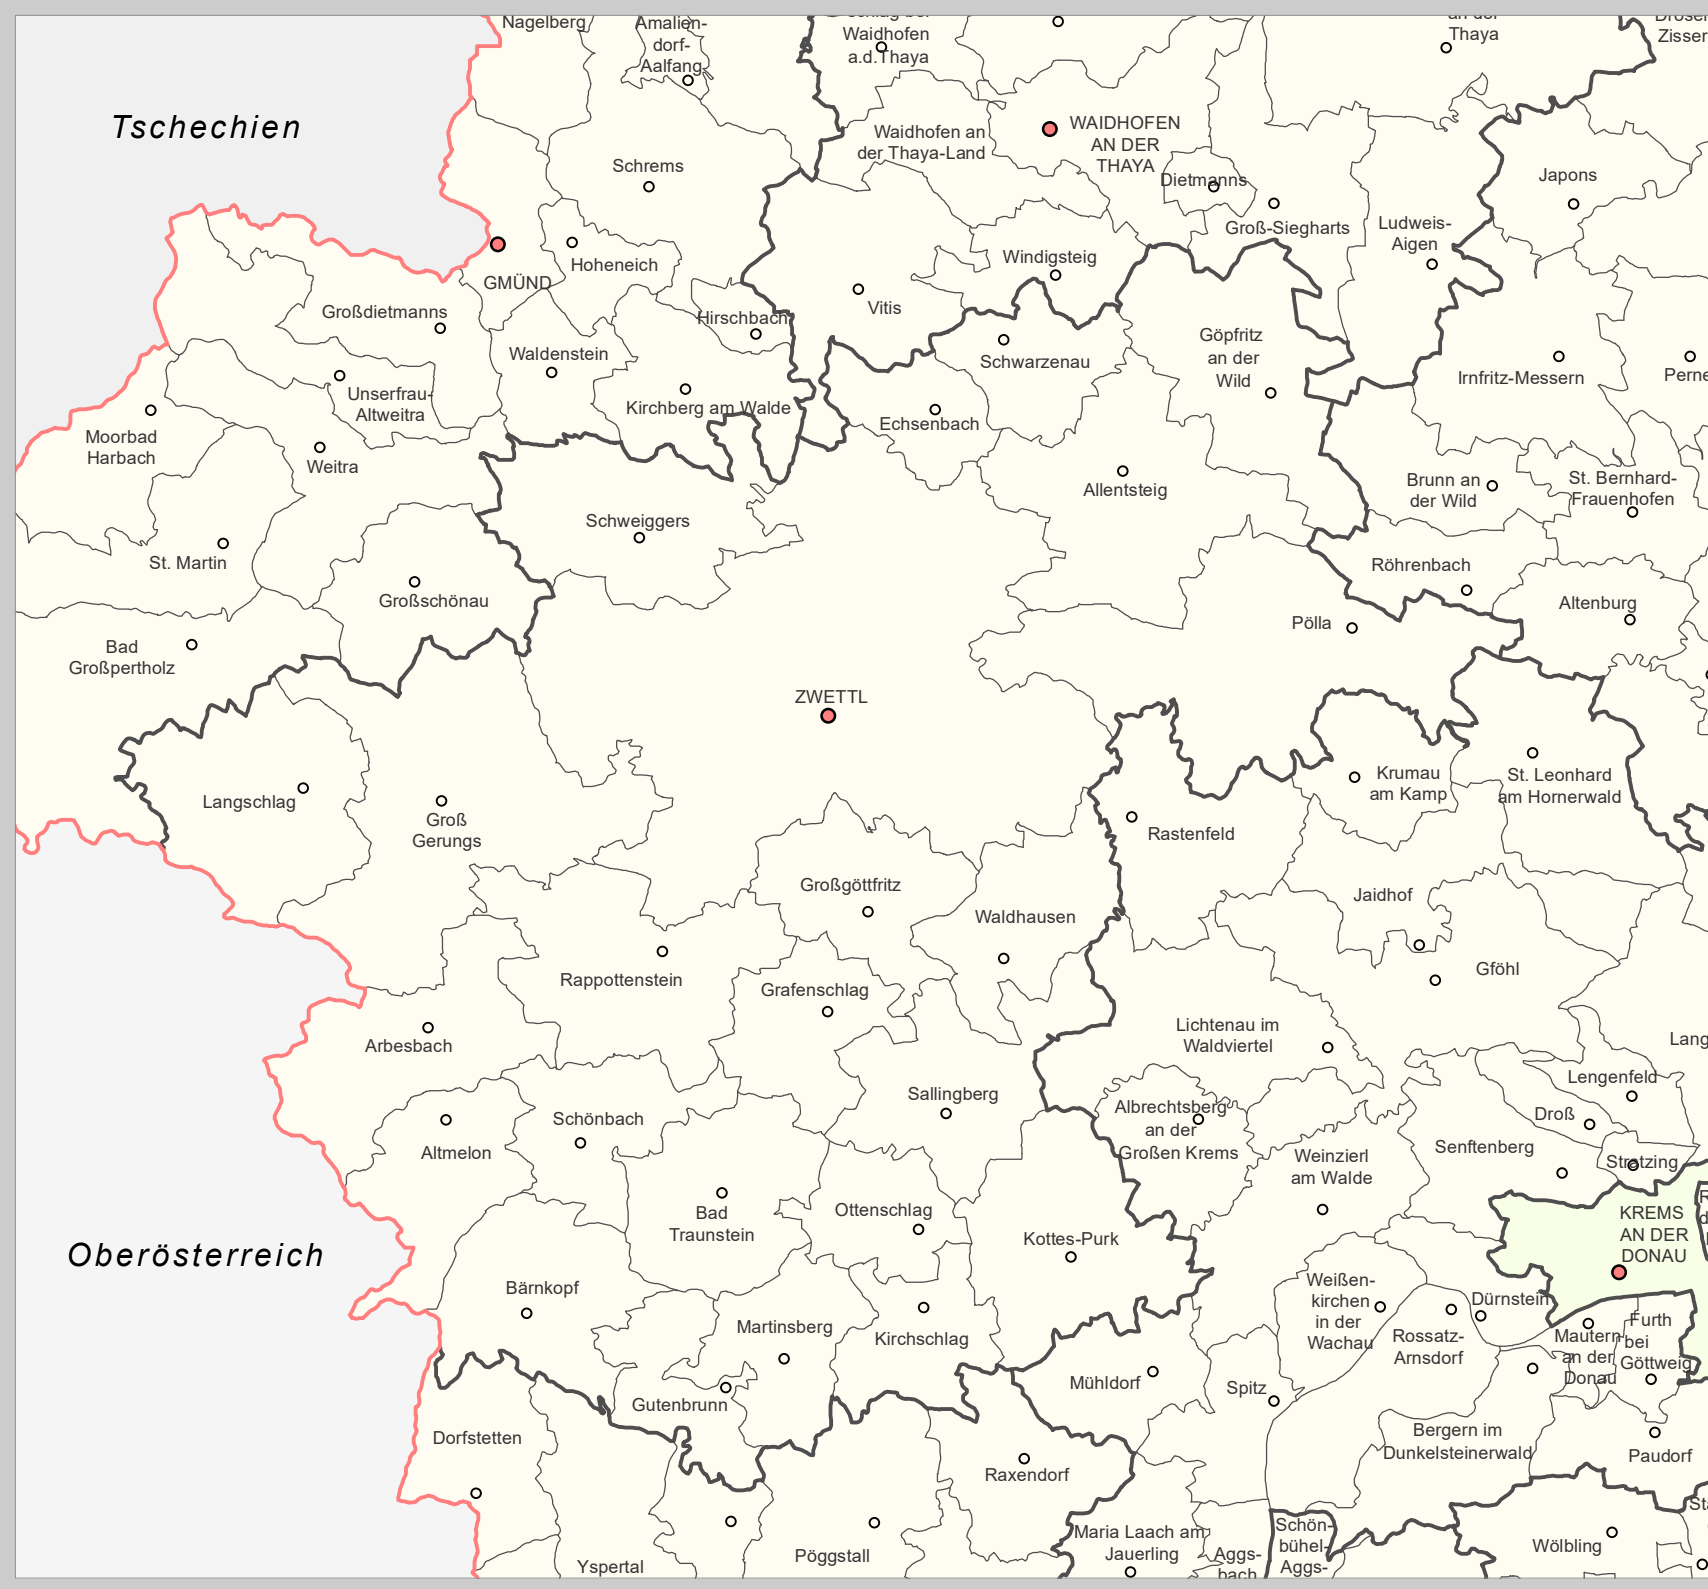 Nagelberg
Amalien-
dorf-
Aalfang
Waidhofen
a.d.Thaya
an der
Thaya
Tschechien
Waidhofen an
der Thaya-Land
WAIDHOFEN
AN DER
THAYA
Schrems
Dietmanns
Japons
Groß-Siegharts
Ludweis-
Aigen
Hoheneich
GMÜND
Windigsteig
Vitis
Großdietmanns
Hirschbach
Waldenstein
Schwarzenau
Göpfritz
an der
Wild
Irnfritz-Messern
Unserfrau-
Altweitra
Kirchberg am Walde
Echsenbach
Moorbad
Harbach
Weitra
Allentsteig
Brunn an
der Wild
St. Bernhard-
Frauenhofen
Schweiggers
St. Martin
Großschönau
Röhrenbach
Altenburg
Pölla
Bad
Großpertholz
ZWETTL
Langschlag
Groß
Gerungs
Krumau
am Kamp
St. Leonhard
am Hornerwald
Rastenfeld
Großgöttfritz
Waldhausen
Jaidhof
Rappottenstein
Grafenschlag
Gföhl
Arbesbach
Lichtenau im
Waldviertel
Lang
Lengenfeld
Sallingberg
Albrechtsberg
an der
Großen Krems
Droß
Schönbach
Altmelon
Senftenberg
Stratzing
Weinzierl
am Walde
Ottenschlag
Bad
Traunstein
Kottes-Purk
KREMS
AN DER
DONAU
Oberösterreich
Bärnkopf
Weißen-
kirchen
in der
Wachau
Dürnstein
Martinsberg
Kirchschlag
Rossatz-
Arnsdorf
Mautern
an der
Donau
Furth
bei
Göttweig
Mühldorf
Spitz
Gutenbrunn
Dorfstetten
Bergern im
Dunkelsteinerwald
Paudorf
Raxendorf
Maria Laach am
Jauerling
Schön-
bühel-
Aggs-
Aggs-
bach
Wölbling
Yspertal
Pöggstall